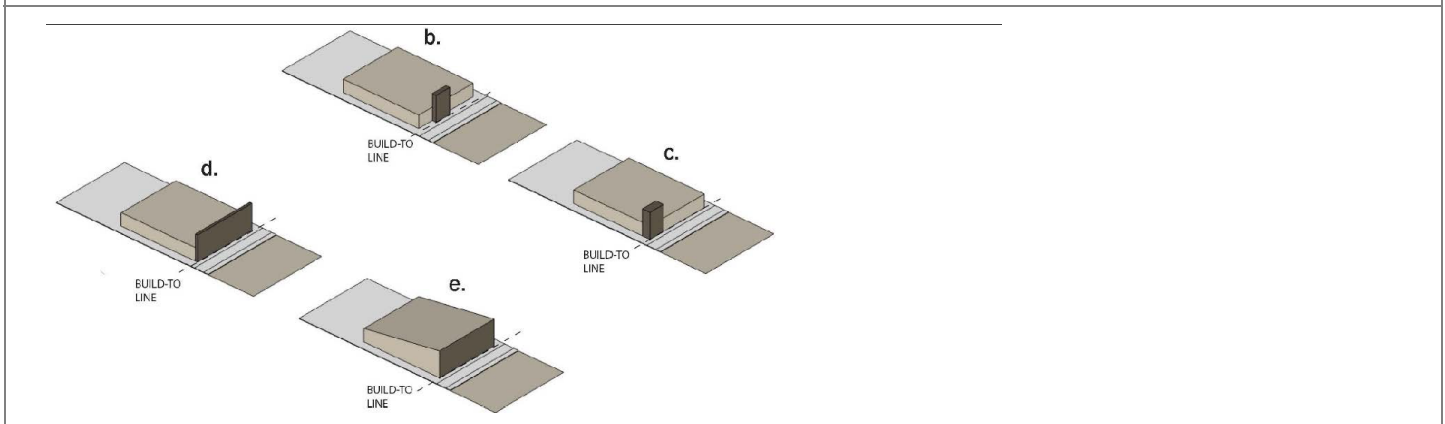 b.
BUILD-TO
LINE
c.
BUILD-TO
LINE
d.
BUILD-TO
LINE
e.
BUILD-TO
LINE